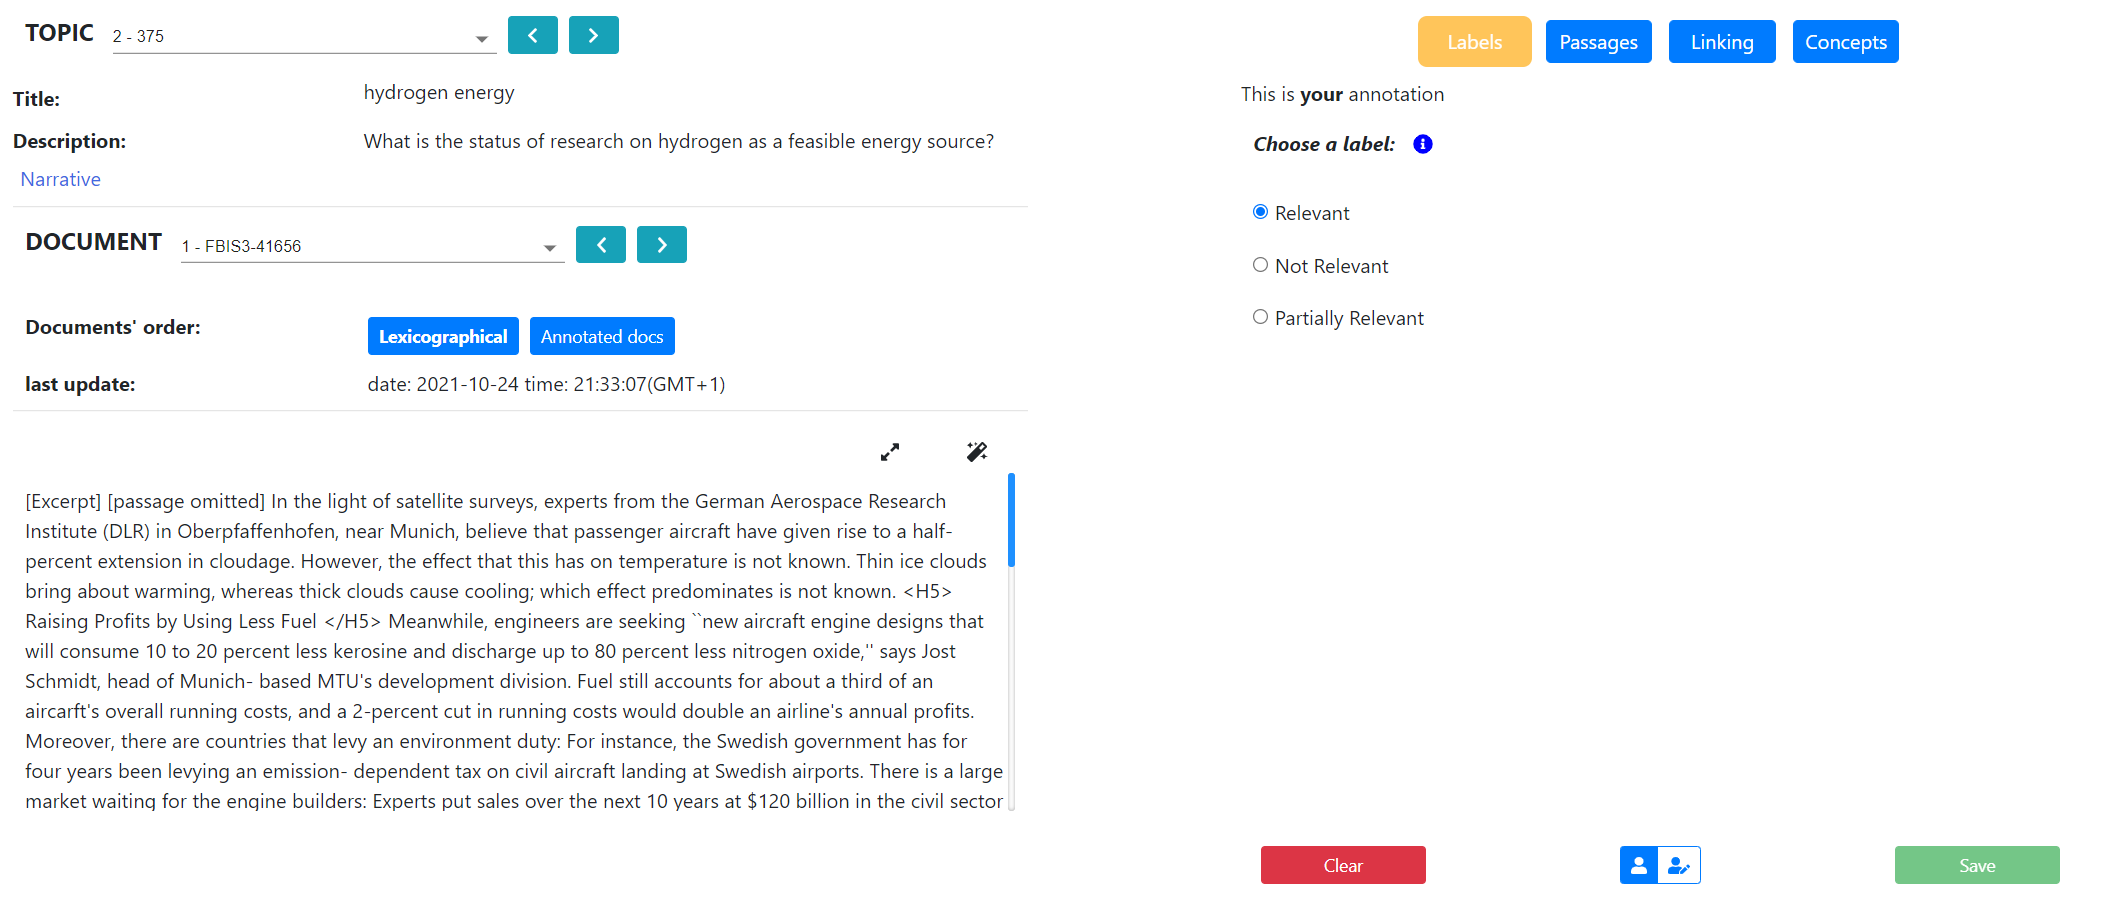 TOPIC 2 - 375
Title: hydrogen energy
Description: What is the status of research on hydrogen as a feasible energy source?
Narrative
DOCUMENT 1 - FBIS3-41656
Documents' order: Lexicographical Annotated docs
last update: date: 2021-10-24 time: 21:33:07(GMT+1)
[Excerpt] [passage omitted] In the light of satellite surveys, experts from the German Aerospace Research
Institute (DLR) in Oberpfaffenhofen, near Munich, believe that passenger aircraft have given rise to a half-
percent extension in cloudage. However, the effect that this has on temperature is not known. Thin ice clouds
bring about warming, whereas thick clouds cause cooling; which effect predominates is not known. <H5>
Raising Profits by Using Less Fuel </H5> Meanwhile, engineers are seeking ``new aircraft engine designs that
will consume 10 to 20 percent less kerosine and discharge up to 80 percent less nitrogen oxide,'' says Jost
Schmidt, head of Munich- based MTU's development division. Fuel still accounts for about a third of an
aircarft's overall running costs, and a 2-percent cut in running costs would double an airline's annual profits.
Moreover, there are countries that levy an environment duty: For instance, the Swedish government has for
four years been levying an emission- dependent tax on civil aircraft landing at Swedish airports. There is a large
market waiting for the engine builders: Experts put sales over the next 10 years at $120 billion in the civil sector
Labels Passages Linking Concepts
This is your annotation
Choose a label:
Relevant
Not Relevant
Partially Relevant
Clear Save